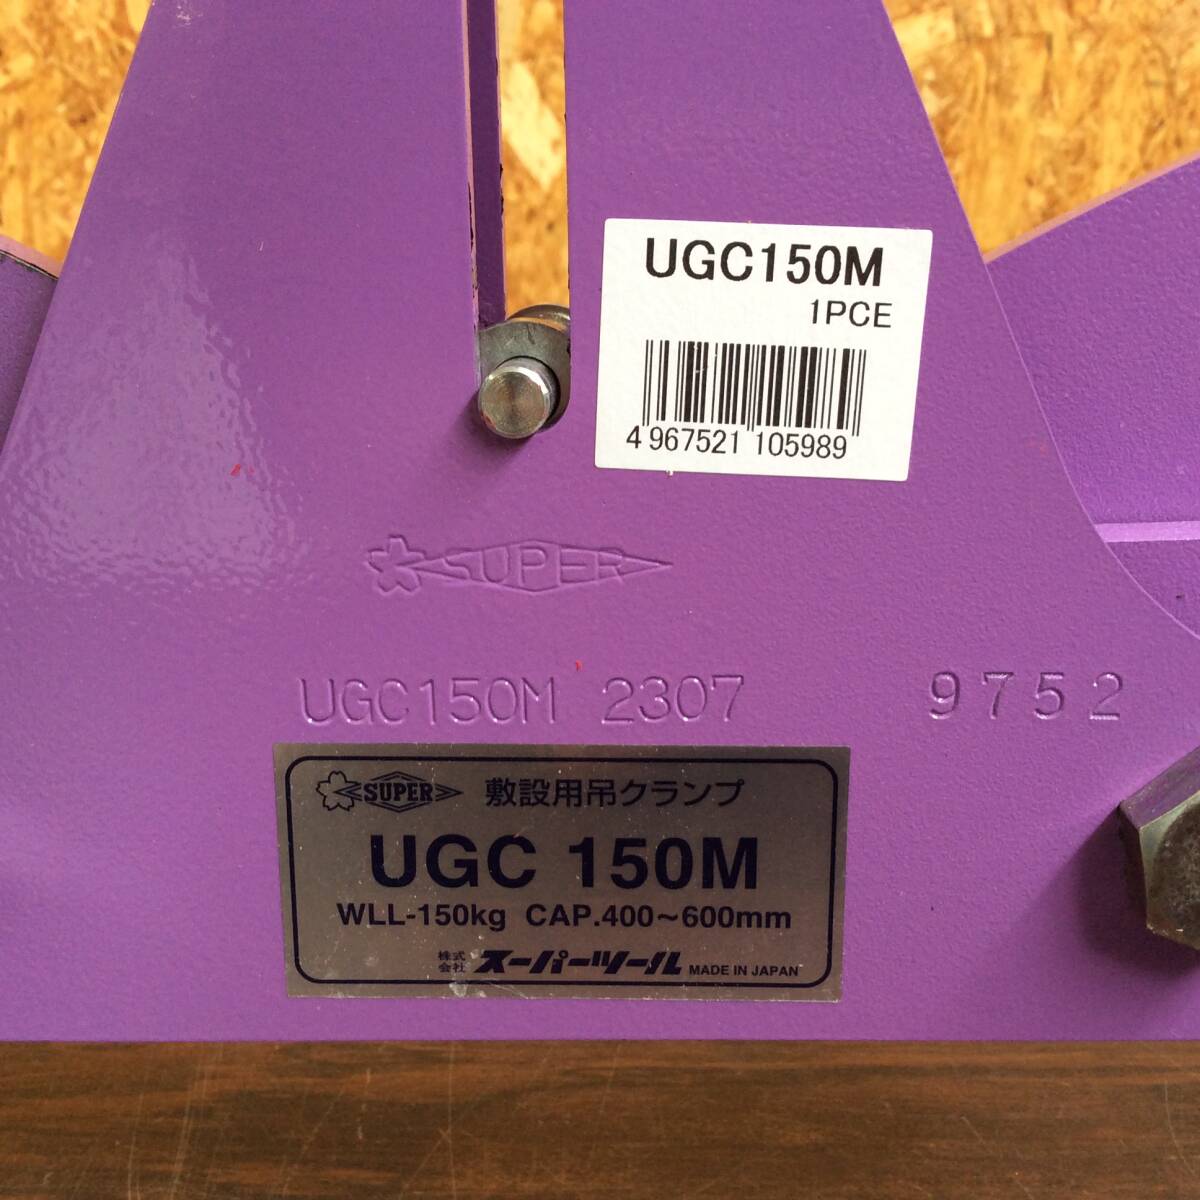 UGC150M
1PCE
4 967521 105989
SUPER
UGC150M 2307 9752
SUPER 敷設用吊クランプ
UGC 150M
WLL-150kg CAP.400~600mm
株式会社 スーパーツール MADE IN JAPAN